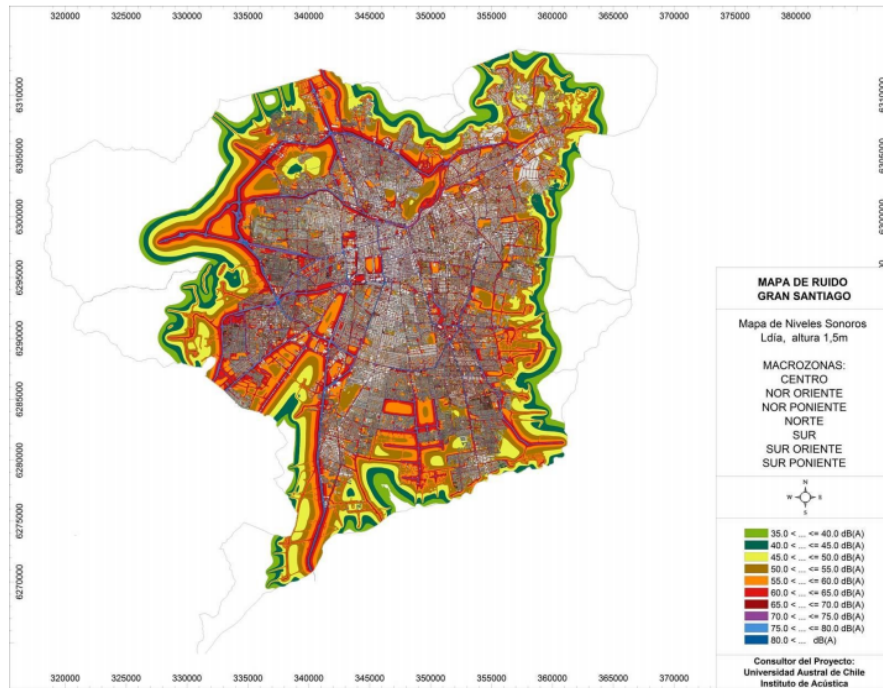 320000 325000 330000 335000 340000 345000 350000 355000 360000 365000 370000 375000 380000
6310000 6310000
6305000 6305000
6300000 6300000
6295000
6290000
6285000
6280000
6275000
6270000
MAPA DE RUIDO
GRAN SANTIAGO
Mapa de Niveles Sonoros
Ldía, altura 1,5m
MACROZONAS:
CENTRO
NOR ORIENTE
NOR PONIENTE
NORTE
SUR
SUR ORIENTE
SUR PONIENTE
N
W E
S
35.0 < ... <= 40.0 dB(A)
40.0 < ... <= 45.0 dB(A)
45.0 < ... <= 50.0 dB(A)
50.0 < ... <= 55.0 dB(A)
55.0 < ... <= 60.0 dB(A)
60.0 < ... <= 65.0 dB(A)
65.0 < ... <= 70.0 dB(A)
70.0 < ... <= 75.0 dB(A)
75.0 < ... <= 80.0 dB(A)
80.0 < ... dB(A)
Consultor del Proyecto:
Universidad Austral de Chile
Instituto de Acústica
320000 325000 330000 335000 340000 345000 350000 355000 360000